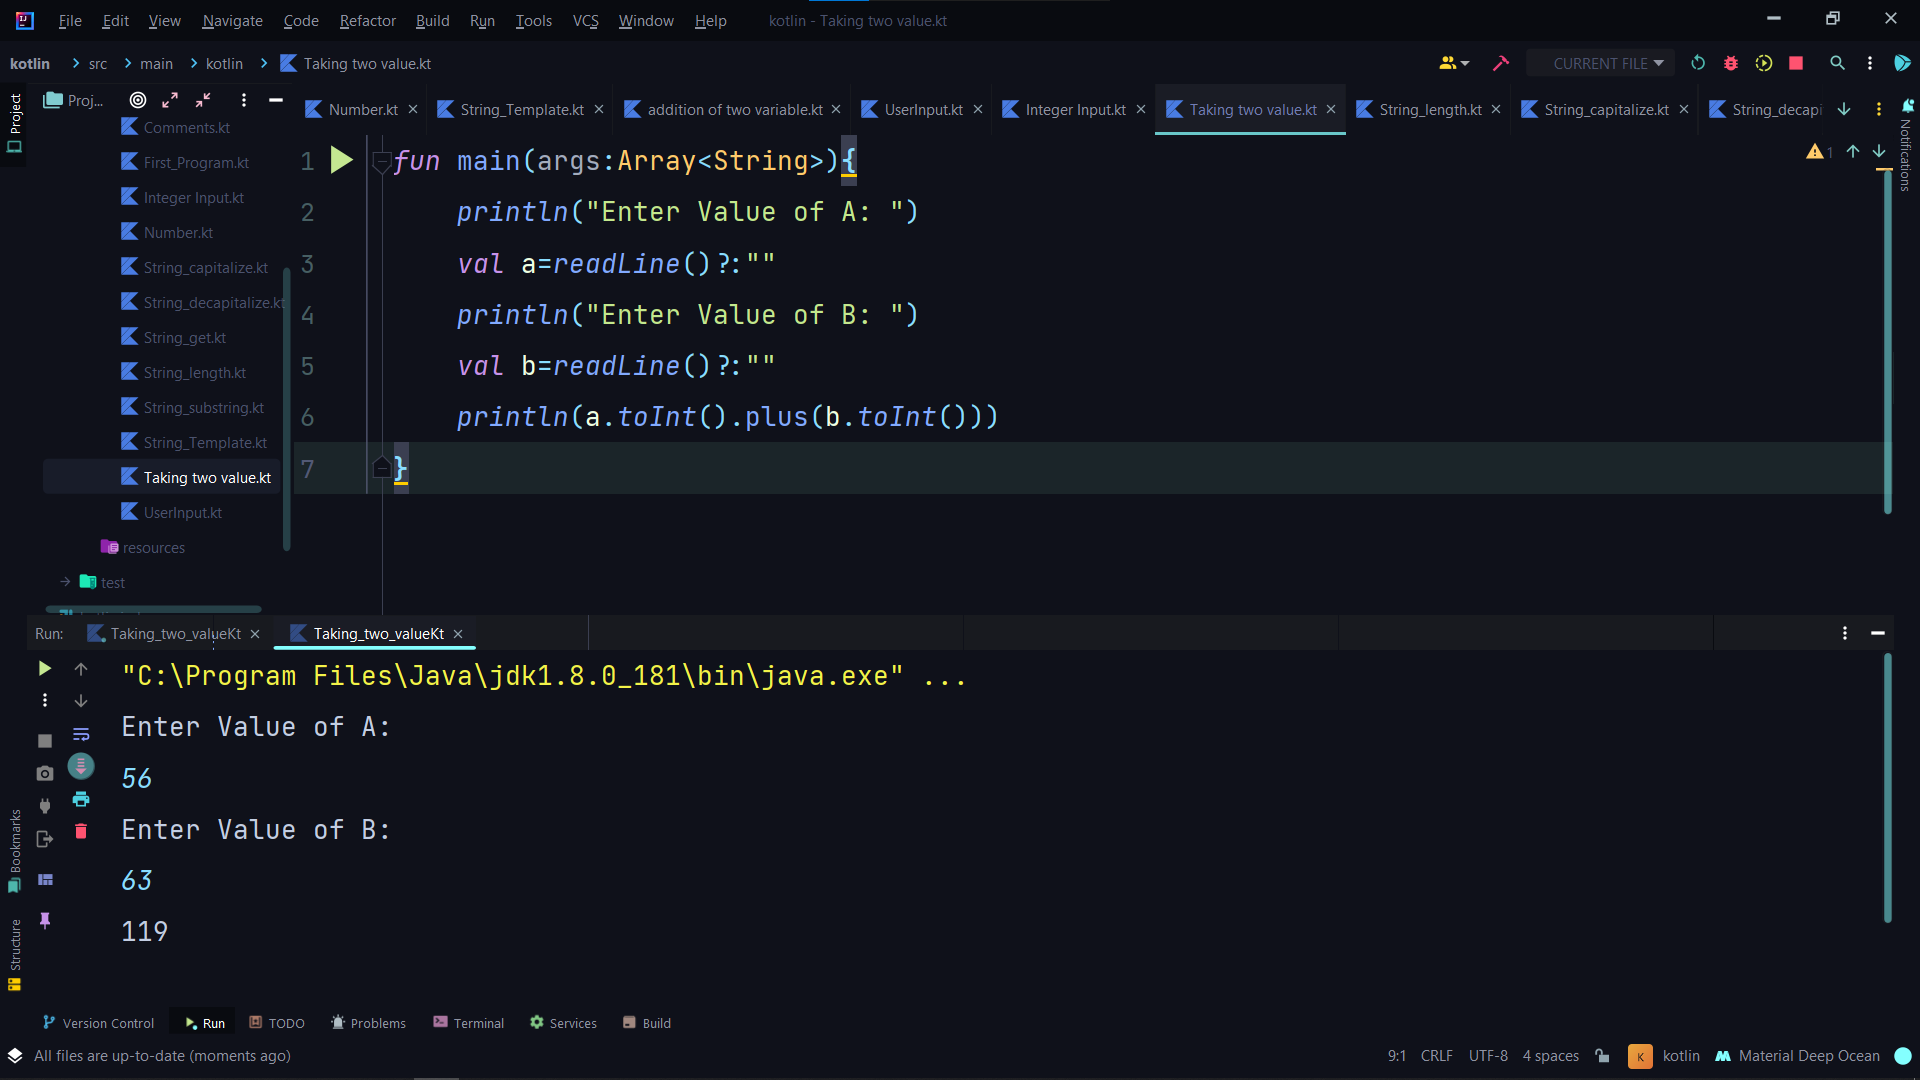 File Edit View Navigate Code Refactor Build Run Tools VCS Window Help kotlin - Taking two value.kt
kotlin src main kotlin Taking two value.kt CURRENT FILE
Project
Proj...
Number.kt String_Template.kt addition of two variable.kt UserInput.kt Integer Input.kt Taking two value.kt String_length.kt String_capitalize.kt String_decapi
Notifications
Comments.kt
First_Program.kt
Integer Input.kt
Number.kt
String_capitalize.kt
String_decapitalize.kt
String_get.kt
String_length.kt
String_substring.kt
String_Template.kt
Taking two value.kt
UserInput.kt
resources
test
1 fun main(args:Array<String>){
1
2 println("Enter Value of A: ")
3 val a=readLine()?:""
4 println("Enter Value of B: ")
5 val b=readLine()?:""
6 println(a.toInt().plus(b.toInt()))
7 }
Run: Taking_two_valueKt Taking_two_valueKt
"C:\Program Files\Java\jdk1.8.0_181\bin\java.exe" ...
Enter Value of A:
56
Enter Value of B:
63
119
Bookmarks
Structure
Version Control Run TODO Problems Terminal Services Build
All files are up-to-date (moments ago) 9:1 CRLF UTF-8 4 spaces K kotlin Material Deep Ocean